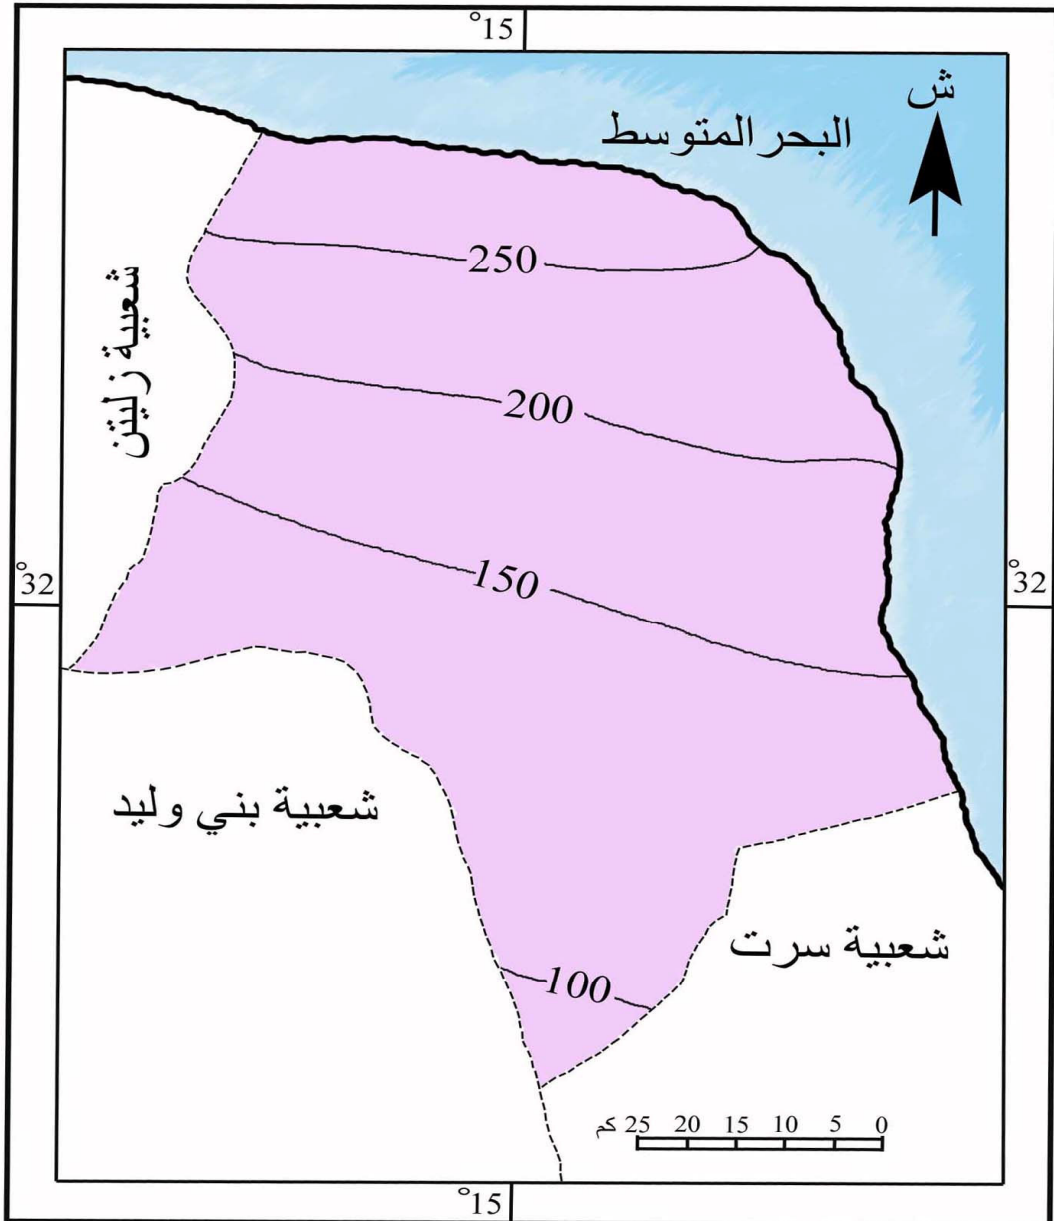 °15
ش
البحر المتوسط
250
شعبية زليتن
200
150
°32
°32
شعبية بني وليد
شعبية سرت
100
كم 25 20 15 10 5 0
°15